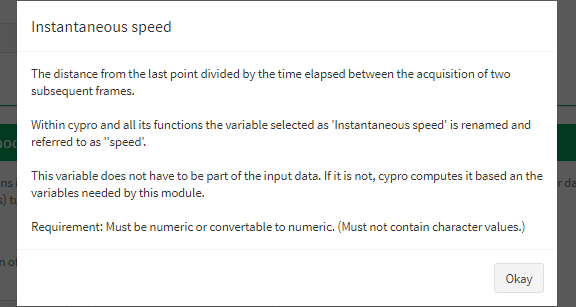 Instantaneous speed
The distance from the last point divided by the time elapsed between the acquisition of two
subsequent frames.
Within cypro and all its functions the variable selected as 'Instantaneous speed' is renamed and
referred to as ''speed'.
This variable does not have to be part of the input data. If it is not, cypro computes it based an the
variables needed by this module.
Requirement: Must be numeric or convertable to numeric. (Must not contain character values.)
Okay